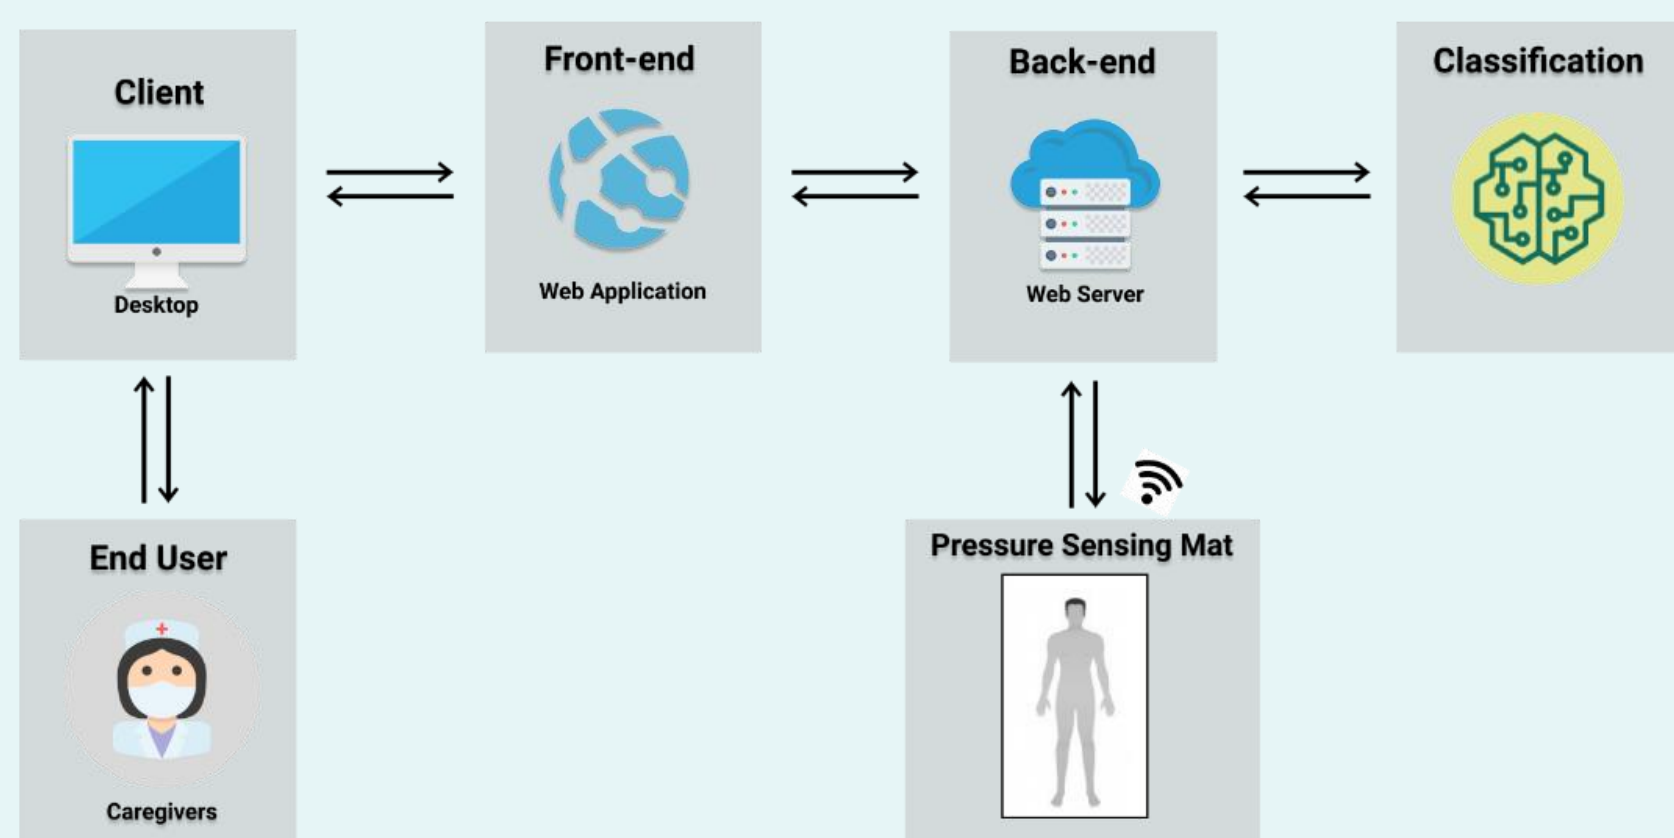 Client
Desktop
Front-end
Web Application
Back-end
Web Server
Classification
End User
Caregivers
Pressure Sensing Mat